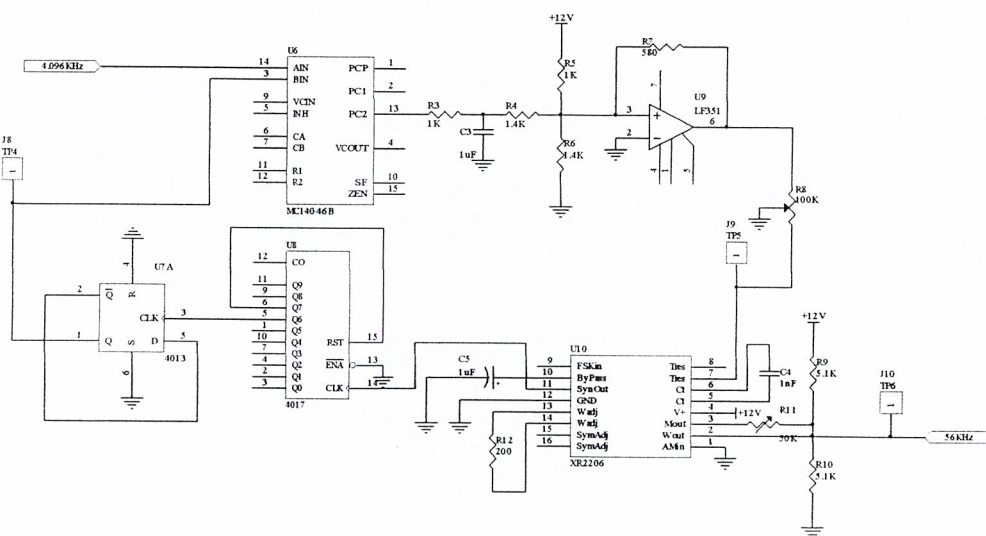 +12V
R7
580
4.096KHz
U6
14
AIN
PCP
1
3
BIN
PC1
2
9
VCIN
5
INH
PC2
13
6
CA
7
CB
VCOUT
4
11
R1
12
R2
SF
10
ZEN
15
MC14046B
R3
1K
C3
1uF
R4
1.4K
R5
1K
R6
1.4K
U9
LF351
7
3
+
2
-
6
4
1
5
R8
100K
J8
TP4
1
J9
TP5
1
U7A
4
2
Q
R
CLK
3
1
Q
S
D
5
6
4013
U8
12
CO
11
Q9
9
Q8
6
Q7
5
Q6
1
Q5
10
Q4
7
Q3
4
Q2
2
Q1
3
Q0
RST
15
ENA
13
CLK
14
4017
C5
1uF
+
R12
200
U10
9
FSKin
Tres
8
10
ByPass
Tres
7
11
SynOut
Ct
6
12
GND
Ct
5
13
Wadj
V+
4
14
Wadj
Mout
3
15
SymAdj
Wout
2
16
SymAdj
AMin
1
XR2206
C4
1nF
+12V
R11
50K
+12V
R9
5.1K
R10
5.1K
J10
TP6
1
56KHz